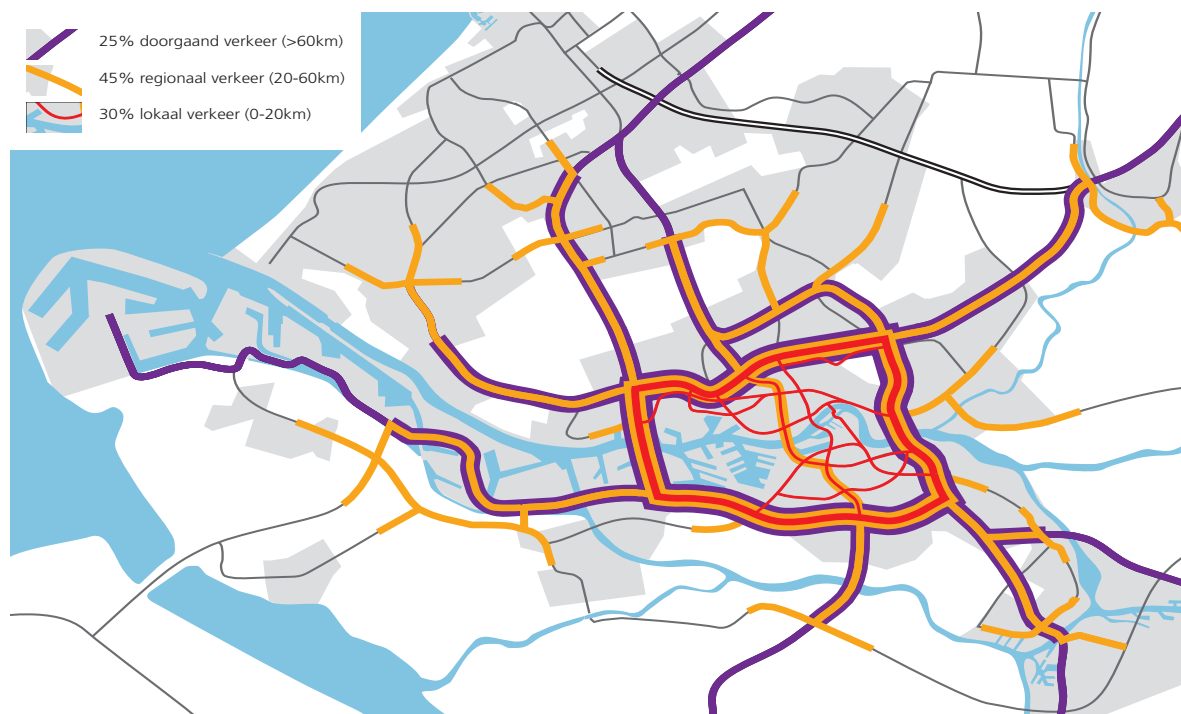 25% doorgaand verkeer (>60km)
45% regionaal verkeer (20-60km)
30% lokaal verkeer (0-20km)